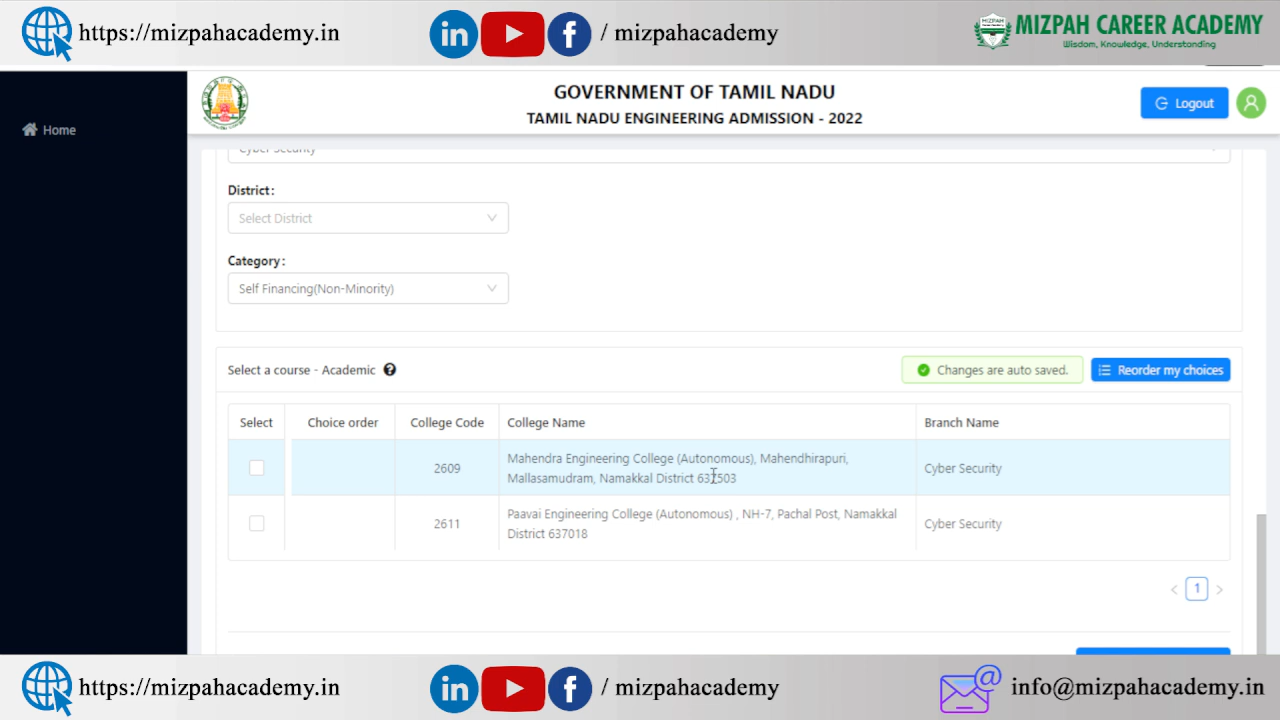 https://mizpahacademy.in
/ mizpahacademy
MIZPAH CAREER ACADEMY
Wisdom, Knowledge, Understanding
Home
GOVERNMENT OF TAMIL NADU
TAMIL NADU ENGINEERING ADMISSION - 2022
Logout
Cyber Security
District :
Select District
Category :
Self Financing(Non-Minority)
Select a course - Academic
Changes are auto saved.
Reorder my choices
Select Choice order College Code College Name Branch Name
2609 Mahendra Engineering College (Autonomous), Mahendhirapuri, Cyber Security
Mallasamudram, Namakkal District 637503
2611 Paavai Engineering College (Autonomous) , NH-7, Pachal Post, Namakkal Cyber Security
District 637018
< 1 >
https://mizpahacademy.in
/ mizpahacademy
info@mizpahacademy.in